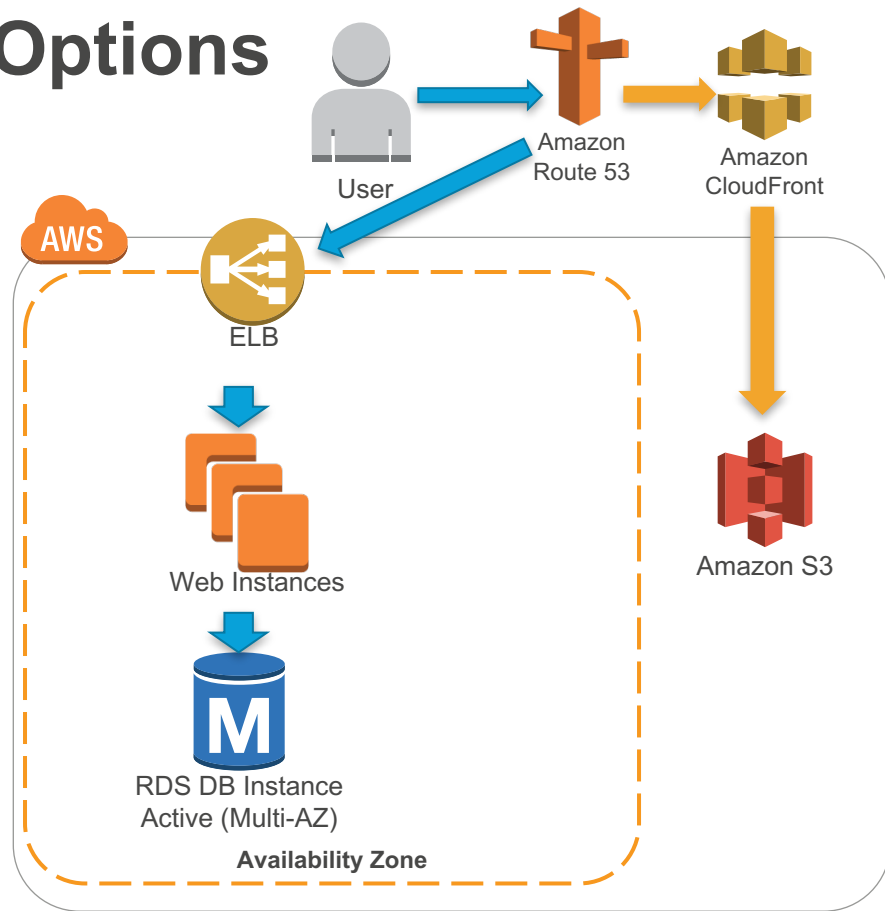 Options
User
Amazon
Route 53
Amazon
CloudFront
AWS
ELB
Web Instances
Amazon S3
M
RDS DB Instance
Active (Multi-AZ)
Availability Zone